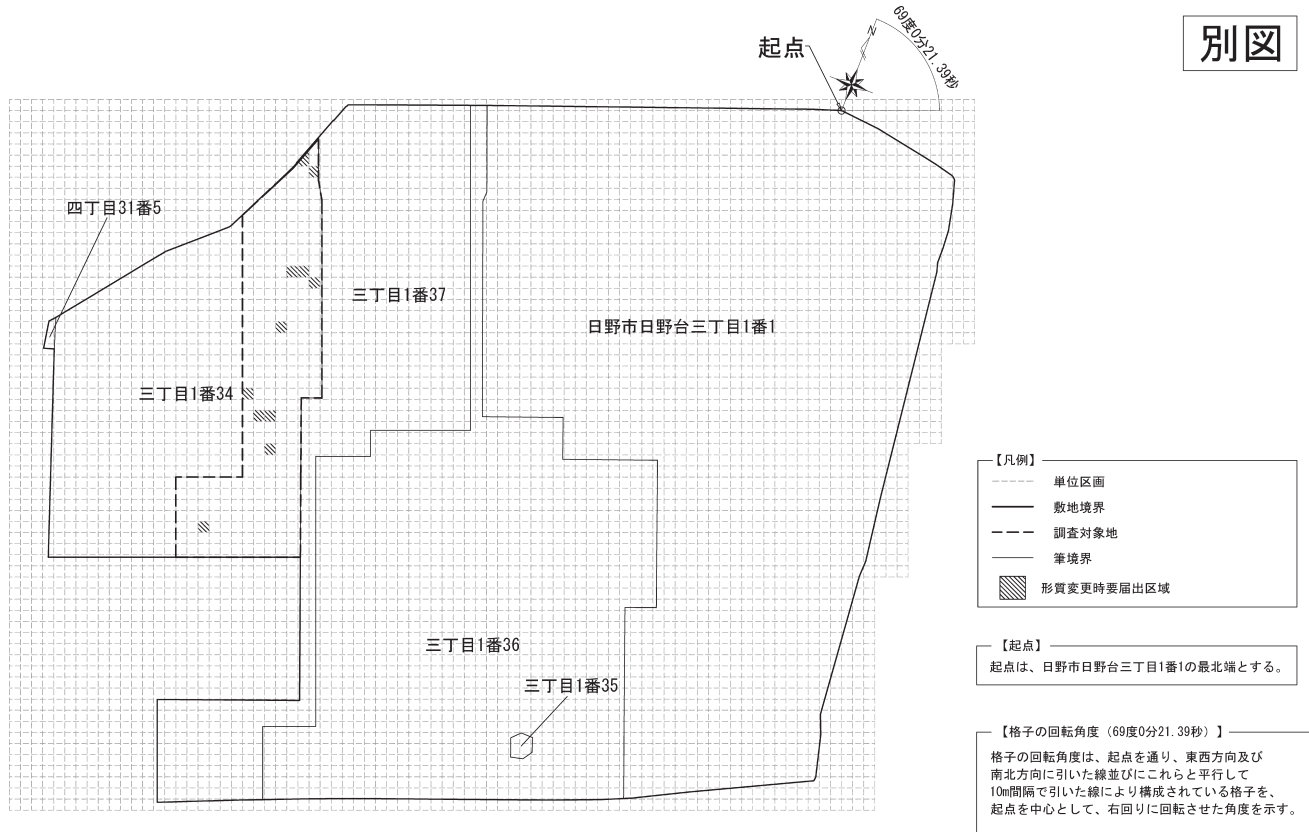 別図
起点
N
69度0分21.39秒
四丁目31番5
三丁目1番37
日野市日野台三丁目1番1
三丁目1番34
三丁目1番36
三丁目1番35
【凡例】
単位区画
敷地境界
調査対象地
筆境界
形質変更時要届出区域
【起点】
起点は、日野市日野台三丁目1番1の最北端とする。
【格子の回転角度（69度0分21.39秒）】
格子の回転角度は、起点を通り、東西方向及び
南北方向に引いた線並びにこれらと平行して
10m間隔で引いた線により構成されている格子を、
起点を中心として、右回りに回転させた角度を示す。